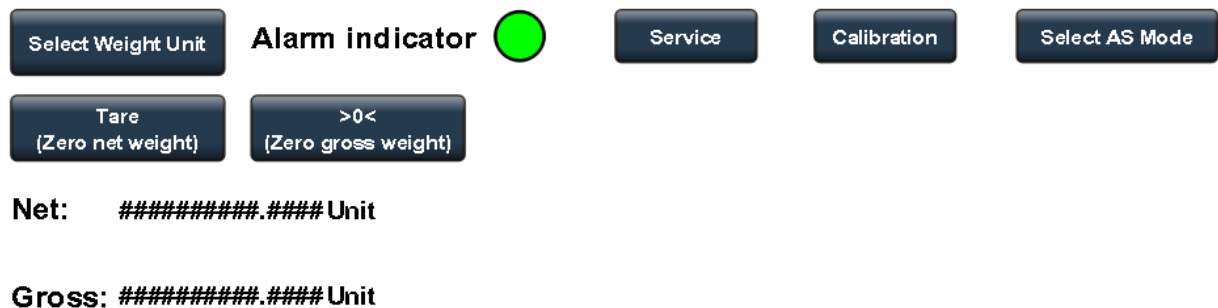 Select Weight Unit
Alarm indicator
Service
Calibration
Select AS Mode
Tare
(Zero net weight)
>0<
(Zero gross weight)
Net: ##########.#### Unit
Gross: ##########.#### Unit